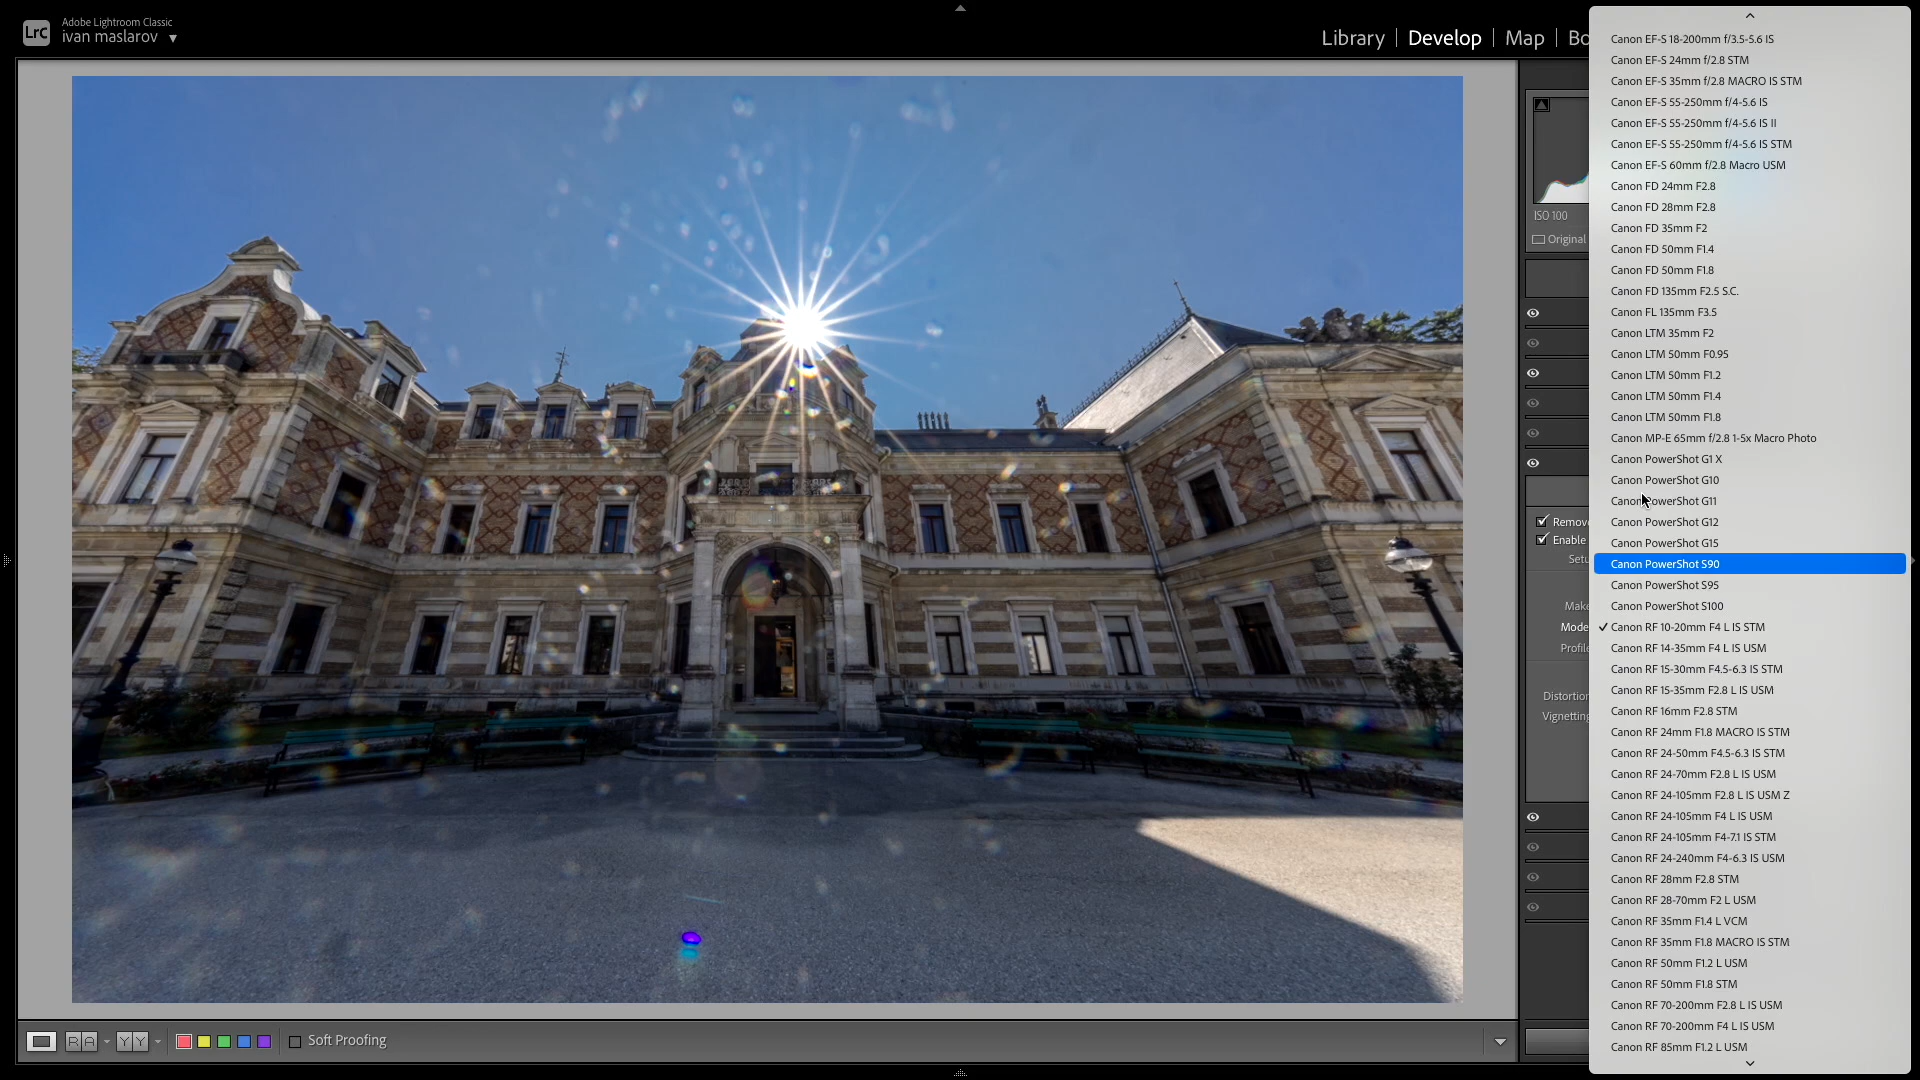 Adobe Lightroom Classic
LrC
ivan maslarov
Library
Develop
Map
ISO 100
Original
Make
Distortion
Vignetting
Canon EF-S 18-200mm f/3.5-5.6 IS
Canon EF-S 24mm f/2.8 STM
Canon EF-S 35mm f/2.8 MACRO IS STM
Canon EF-S 55-250mm f/4-5.6 IS
Canon EF-S 55-250mm f/4-5.6 IS II
Canon EF-S 55-250mm f/4-5.6 IS STM
Canon EF-S 60mm f/2.8 Macro USM
Canon FD 24mm F2.8
Canon FD 28mm F2.8
Canon FD 35mm F2
Canon FD 50mm F1.4
Canon FD 50mm F1.8
Canon FD 135mm F2.5 S.C.
Canon FL 135mm F3.5
Canon LTM 35mm F2
Canon LTM 50mm F0.95
Canon LTM 50mm F1.2
Canon LTM 50mm F1.4
Canon LTM 50mm F1.8
Canon MP-E 65mm f/2.8 1-5x Macro Photo
Canon PowerShot G1 X
Canon PowerShot G10
Canon PowerShot G11
Canon PowerShot G12
Canon PowerShot G15
Canon PowerShot S90
Canon PowerShot S95
Canon PowerShot S100
Canon RF 10-20mm F4 L IS STM
Canon RF 14-35mm F4 L IS USM
Canon RF 15-30mm F4.5-6.3 IS STM
Canon RF 15-35mm F2.8 L IS USM
Canon RF 16mm F2.8 STM
Canon RF 24mm F1.8 MACRO IS STM
Canon RF 24-50mm F4.5-6.3 IS STM
Canon RF 24-70mm F2.8 L IS USM
Canon RF 24-105mm F2.8 L IS USM Z
Canon RF 24-105mm F4 L IS USM
Canon RF 24-105mm F4-7.1 IS STM
Canon RF 24-240mm F4-6.3 IS USM
Canon RF 28mm F2.8 STM
Canon RF 28-70mm F2 L USM
Canon RF 35mm F1.4 L VCM
Canon RF 35mm F1.8 MACRO IS STM
Canon RF 50mm F1.2 L USM
Canon RF 50mm F1.8 STM
Canon RF 70-200mm F2.8 L IS USM
Canon RF 70-200mm F4 L IS USM
Canon RF 85mm F1.2 L USM
R A
Y Y
Soft Proofing